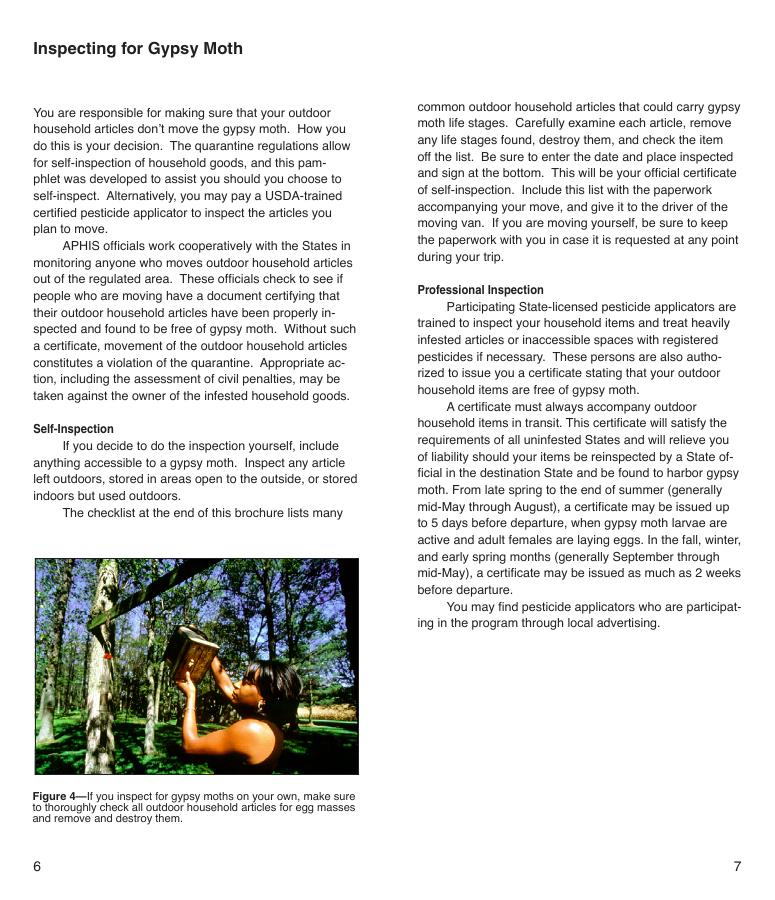 Inspecting for Gypsy Moth
You are responsible for making sure that your outdoor
household articles don't move the gypsy moth.  How you
do this is your decision.  The quarantine regulations allow
for self-inspection of household goods, and this pam-
phlet was developed to assist you should you choose to
self-inspect.  Alternatively, you may pay a USDA-trained
certified pesticide applicator to inspect the articles you
plan to move.
APHIS officials work cooperatively with the States in
monitoring anyone who moves outdoor household articles
out of the regulated area.  These officials check to see if
people who are moving have a document certifying that
their outdoor household articles have been properly in-
spected and found to be free of gypsy moth.  Without such
a certificate, movement of the outdoor household articles
constitutes a violation of the quarantine.  Appropriate ac-
tion, including the assessment of civil penalties, may be
taken against the owner of the infested household goods.
Self-Inspection
If you decide to do the inspection yourself, include
anything accessible to a gypsy moth.  Inspect any article
left outdoors, stored in areas open to the outside, or stored
indoors but used outdoors.
The checklist at the end of this brochure lists many
Figure 4—If you inspect for gypsy moths on your own, make sure
to thoroughly check all outdoor household articles for egg masses
and remove and destroy them.
6
common outdoor household articles that could carry gypsy
moth life stages.  Carefully examine each article, remove
any life stages found, destroy them, and check the item
off the list.  Be sure to enter the date and place inspected
and sign at the bottom.  This will be your official certificate
of self-inspection.  Include this list with the paperwork
accompanying your move, and give it to the driver of the
moving van.  If you are moving yourself, be sure to keep
the paperwork with you in case it is requested at any point
during your trip.
Professional Inspection
Participating State-licensed pesticide applicators are
trained to inspect your household items and treat heavily
infested articles or inaccessible spaces with registered
pesticides if necessary.  These persons are also autho-
rized to issue you a certificate stating that your outdoor
household items are free of gypsy moth.
A certificate must always accompany outdoor
household items in transit. This certificate will satisfy the
requirements of all uninfested States and will relieve you
of liability should your items be reinspected by a State of-
ficial in the destination State and be found to harbor gypsy
moth. From late spring to the end of summer (generally
mid-May through August), a certificate may be issued up
to 5 days before departure, when gypsy moth larvae are
active and adult females are laying eggs. In the fall, winter,
and early spring months (generally September through
mid-May), a certificate may be issued as much as 2 weeks
before departure.
You may find pesticide applicators who are participat-
ing in the program through local advertising.
7